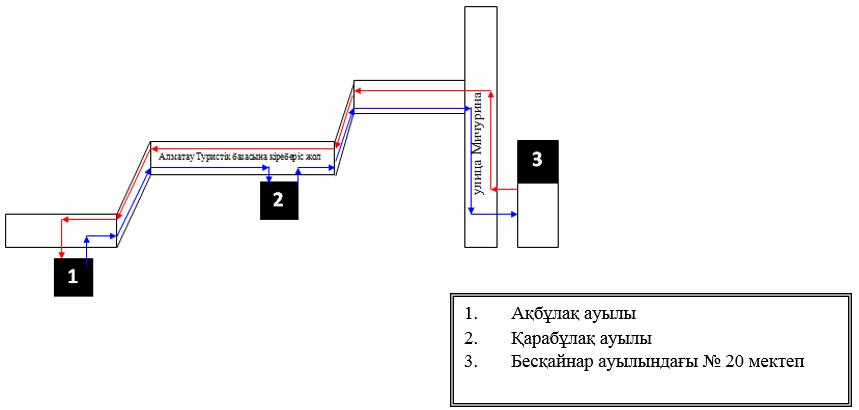 улица Мичурина
Алматау Туристік базасына кіреберіс жол
3
2
1
1. Ақбұлақ ауылы
2. Қарабұлақ ауылы
3. Бесқайнар ауылындағы № 20 мектеп